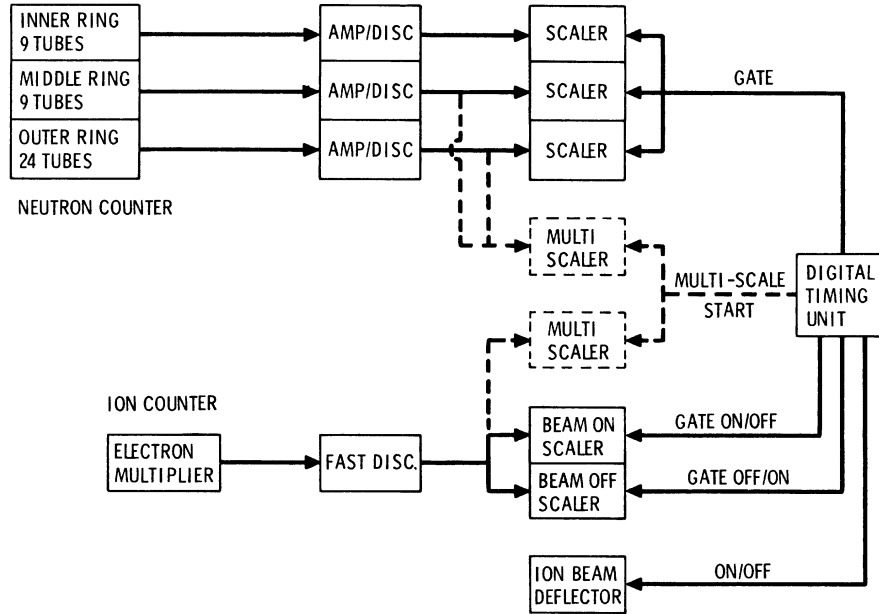 INNER RING
9 TUBES
AMP/DISC
SCALER
MIDDLE RING
9 TUBES
AMP/DISC
SCALER
GATE
OUTER RING
24 TUBES
AMP/DISC
SCALER
NEUTRON COUNTER
MULTI
SCALER
MULTI-SCALE
START
DIGITAL
TIMING
UNIT
MULTI
SCALER
ION COUNTER
ELECTRON
MULTIPLIER
FAST DISC.
BEAM ON
SCALER
GATE ON/OFF
BEAM OFF
SCALER
GATE OFF/ON
ION BEAM
DEFLECTOR
ON/OFF